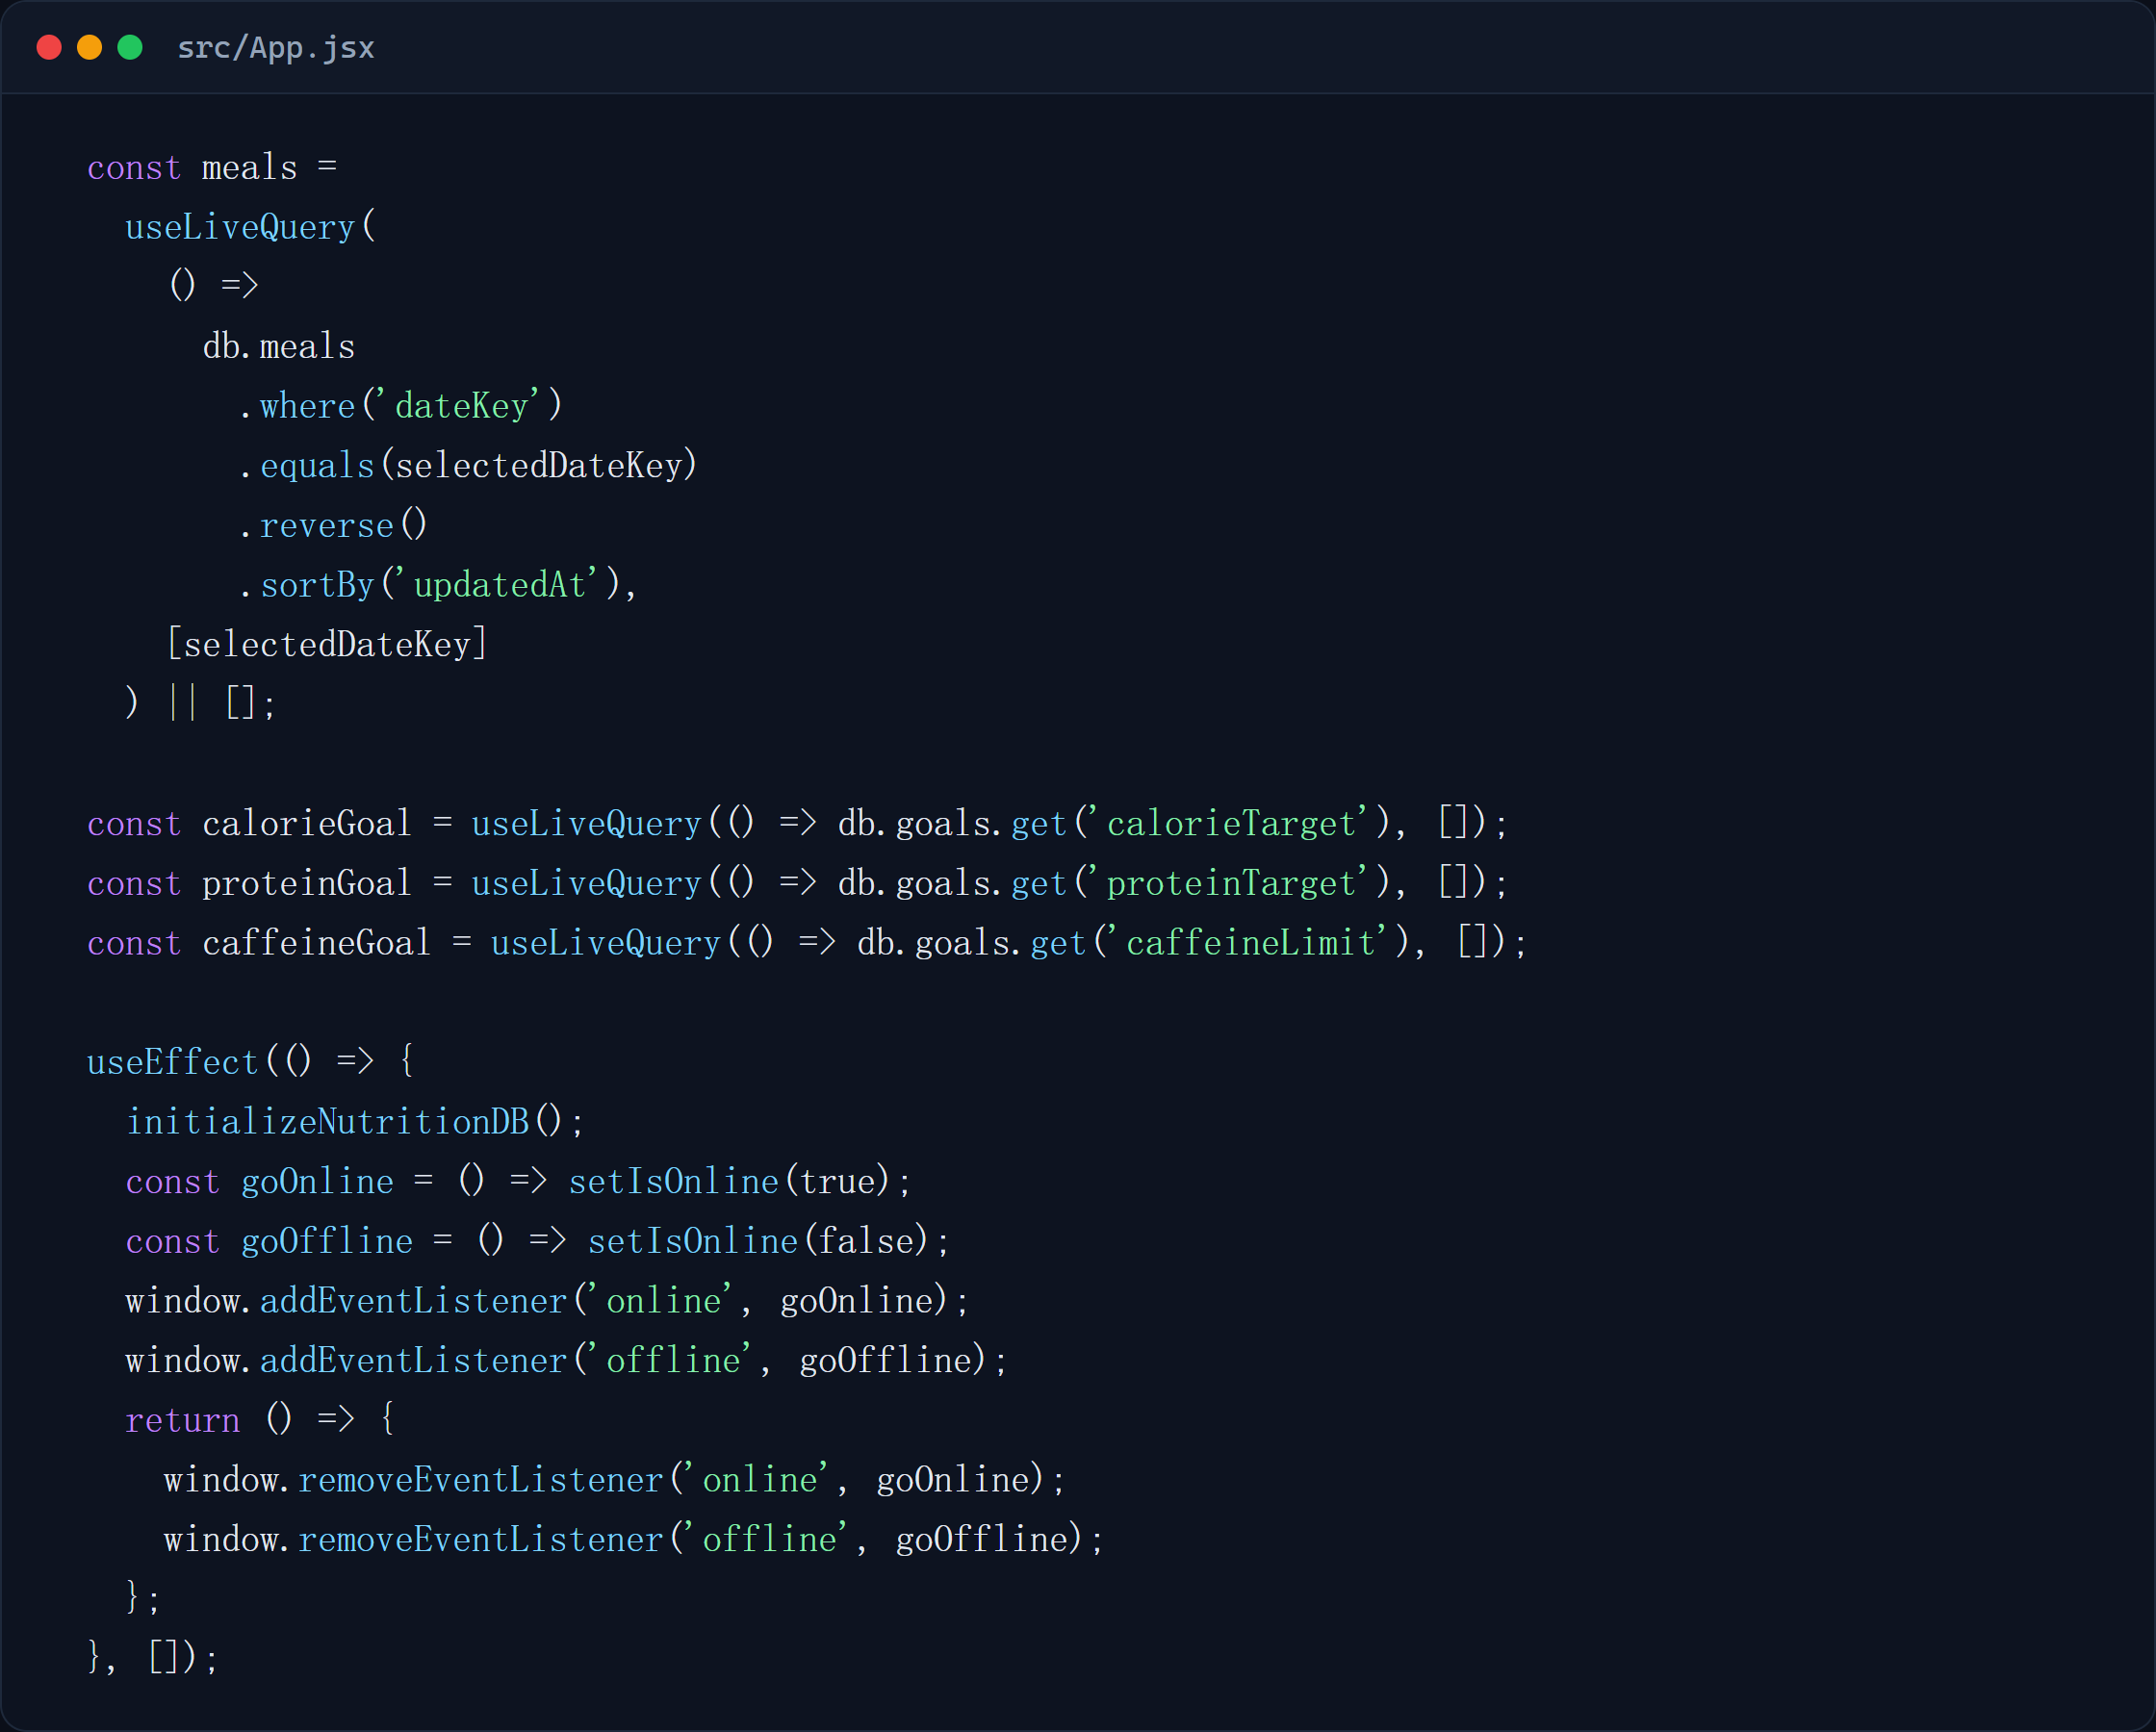 src/App.jsx
const meals =
  useLiveQuery(
    () =>
      db.meals
        .where('dateKey')
        .equals(selectedDateKey)
        .reverse()
        .sortBy('updatedAt'),
    [selectedDateKey]
  ) || [];

const calorieGoal = useLiveQuery(() => db.goals.get('calorieTarget'), []);
const proteinGoal = useLiveQuery(() => db.goals.get('proteinTarget'), []);
const caffeineGoal = useLiveQuery(() => db.goals.get('caffeineLimit'), []);

useEffect(() => {
  initializeNutritionDB();
  const goOnline = () => setIsOnline(true);
  const goOffline = () => setIsOnline(false);
  window.addEventListener('online', goOnline);
  window.addEventListener('offline', goOffline);
  return () => {
    window.removeEventListener('online', goOnline);
    window.removeEventListener('offline', goOffline);
  };
}, []);